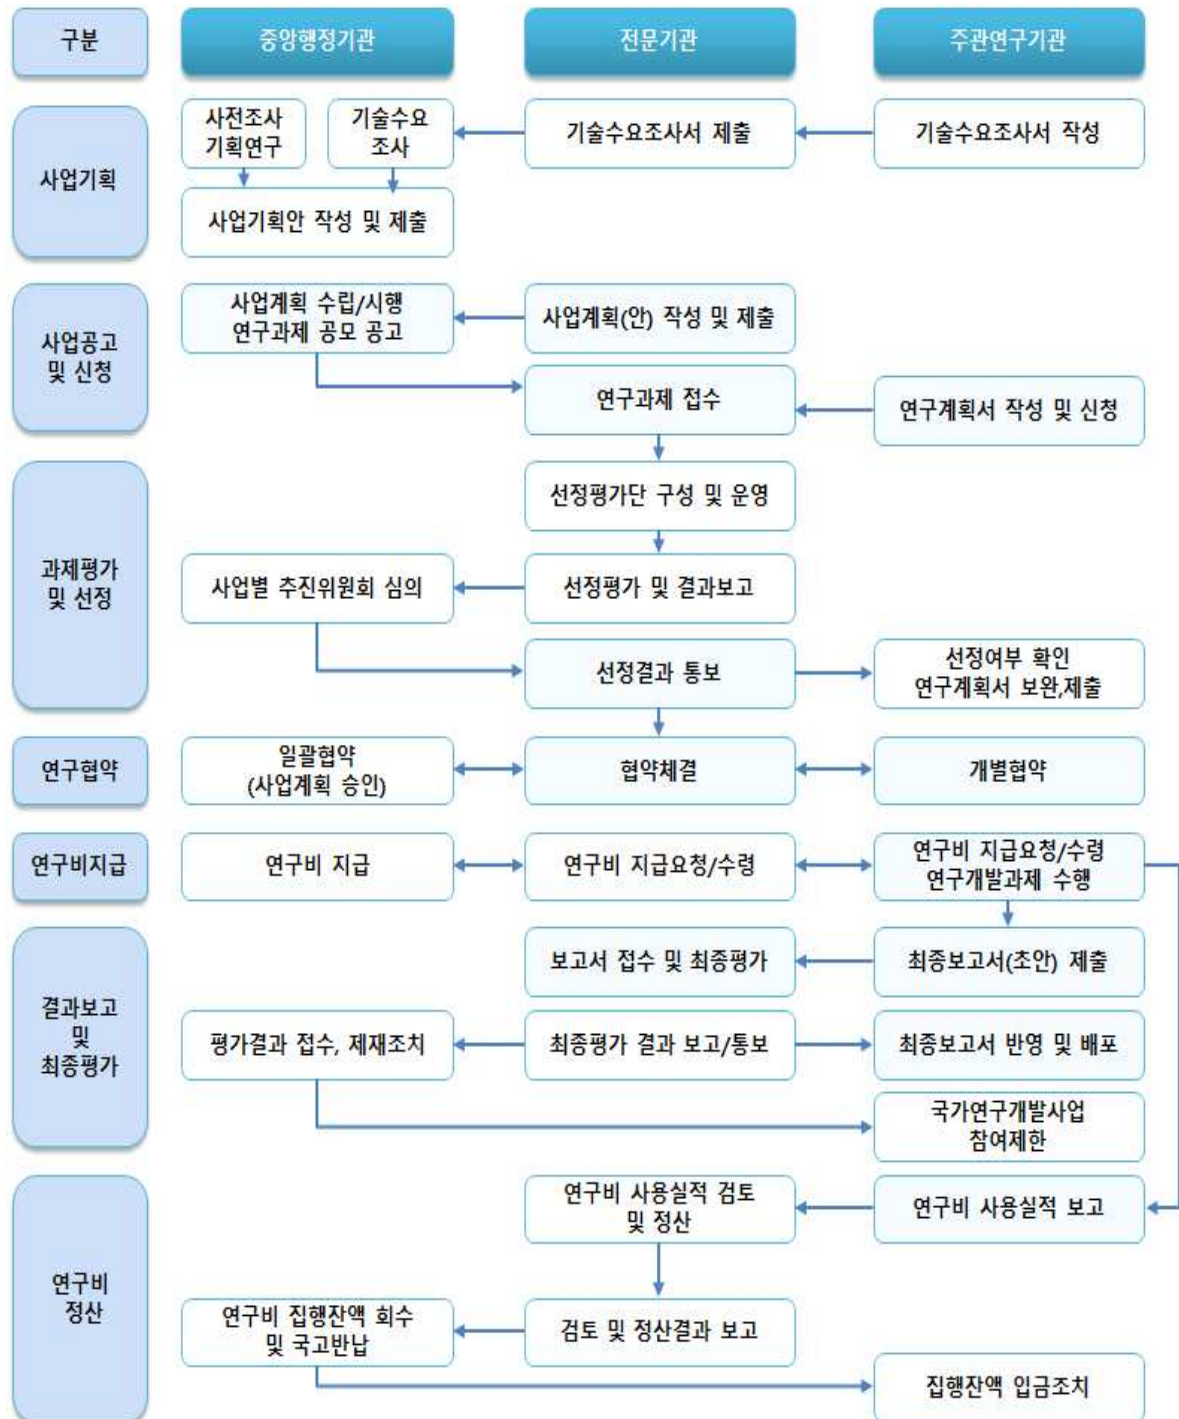 구분
중앙행정기관
전문기관
주관연구기관
사업기획
사전조사
기획연구
기술수요
조사
기술수요조사서 제출
기술수요조사서 작성
사업기획안 작성 및 제출
사업공고
및 신청
사업계획 수립/시행
연구과제 공모 공고
사업계획(안) 작성 및 제출
연구과제 접수
연구계획서 작성 및 신청
과제평가
및 선정
선정평가단 구성 및 운영
사업별 추진위원회 심의
선정평가 및 결과보고
선정결과 통보
선정여부 확인
연구계획서 보완,제출
연구협약
일괄협약
(사업계획 승인)
협약체결
개별협약
연구비지급
연구비 지급
연구비 지급요청/수령
연구비 지급요청/수령
연구개발과제 수행
결과보고
및
최종평가
보고서 접수 및 최종평가
최종보고서(초안) 제출
평가결과 접수, 제재조치
최종평가 결과 보고/통보
최종보고서 반영 및 배포
국가연구개발사업
참여제한
연구비
정산
연구비 사용실적 검토
및 정산
연구비 사용실적 보고
연구비 집행잔액 회수
및 국고반납
검토 및 정산결과 보고
집행잔액 입금조치